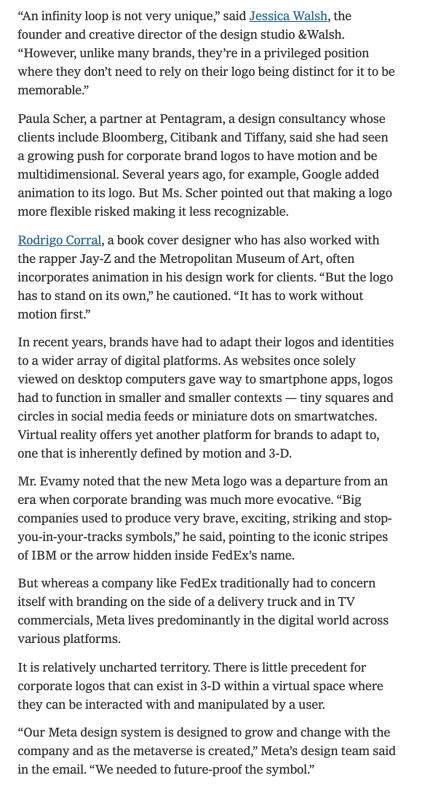 “An infinity loop is not very unique,” said Jessica Walsh, the
founder and creative director of the design studio &Walsh.
“However, unlike many brands, they’re in a privileged position
where they don’t need to rely on their logo being distinct for it to be
memorable.”
Paula Scher, a partner at Pentagram, a design consultancy whose
clients include Bloomberg, Citibank and Tiffany, said she had seen
a growing push for corporate brand logos to have motion and be
multidimensional. Several years ago, for example, Google added
animation to its logo. But Ms. Scher pointed out that making a logo
more flexible risked making it less recognizable.
Rodrigo Corral, a book cover designer who has also worked with
the rapper Jay-Z and the Metropolitan Museum of Art, often
incorporates animation in his design work for clients. “But the logo
has to stand on its own,” he cautioned. “It has to work without
motion first.”
In recent years, brands have had to adapt their logos and identities
to a wider array of digital platforms. As websites once solely
viewed on desktop computers gave way to smartphone apps, logos
had to function in smaller and smaller contexts — tiny squares and
circles in social media feeds or miniature dots on smartwatches.
Virtual reality offers yet another platform for brands to adapt to,
one that is inherently defined by motion and 3-D.
Mr. Evamy noted that the new Meta logo was a departure from an
era when corporate branding was much more evocative. “Big
companies used to produce very brave, exciting, striking and stop-
you-in-your-tracks symbols,” he said, pointing to the iconic stripes
of IBM or the arrow hidden inside FedEx’s name.
But whereas a company like FedEx traditionally had to concern
itself with branding on the side of a delivery truck and in TV
commercials, Meta lives predominantly in the digital world across
various platforms.
It is relatively uncharted territory. There is little precedent for
corporate logos that can exist in 3-D within a virtual space where
they can be interacted with and manipulated by a user.
“Our Meta design system is designed to grow and change with the
company and as the metaverse is created,” Meta’s design team said
in the email. “We needed to future-proof the symbol.”